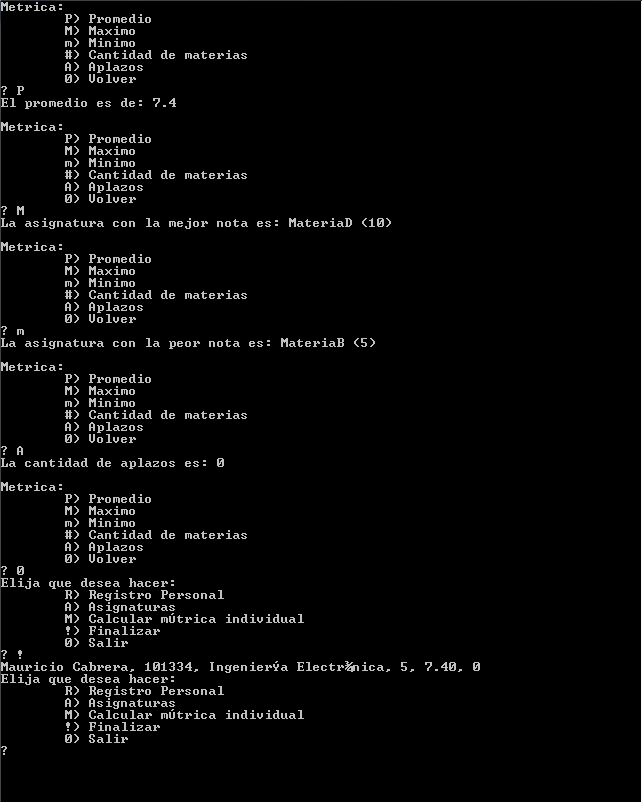 Metrica:
P) Promedio
M) Maximo
m) Minimo
#) Cantidad de materias
A) Aplazos
0) Volver
? P
El promedio es de: 7.4
Metrica:
P) Promedio
M) Maximo
m) Minimo
#) Cantidad de materias
A) Aplazos
0) Volver
? M
La asignatura con la mejor nota es: MateriaD (10)
Metrica:
P) Promedio
M) Maximo
m) Minimo
#) Cantidad de materias
A) Aplazos
0) Volver
? m
La asignatura con la peor nota es: MateriaB (5)
Metrica:
P) Promedio
M) Maximo
m) Minimo
#) Cantidad de materias
A) Aplazos
0) Volver
? A
La cantidad de aplazos es: 0
Metrica:
P) Promedio
M) Maximo
m) Minimo
#) Cantidad de materias
A) Aplazos
0) Volver
? 0
Elija que desea hacer:
R) Registro Personal
A) Asignaturas
M) Calcular mÚtrica individual
!) Finalizar
0) Salir
? !
Mauricio Cabrera, 101334, Ingenierýa Electr¾nica, 5, 7.40, 0
Elija que desea hacer:
R) Registro Personal
A) Asignaturas
M) Calcular mÚtrica individual
!) Finalizar
0) Salir
?